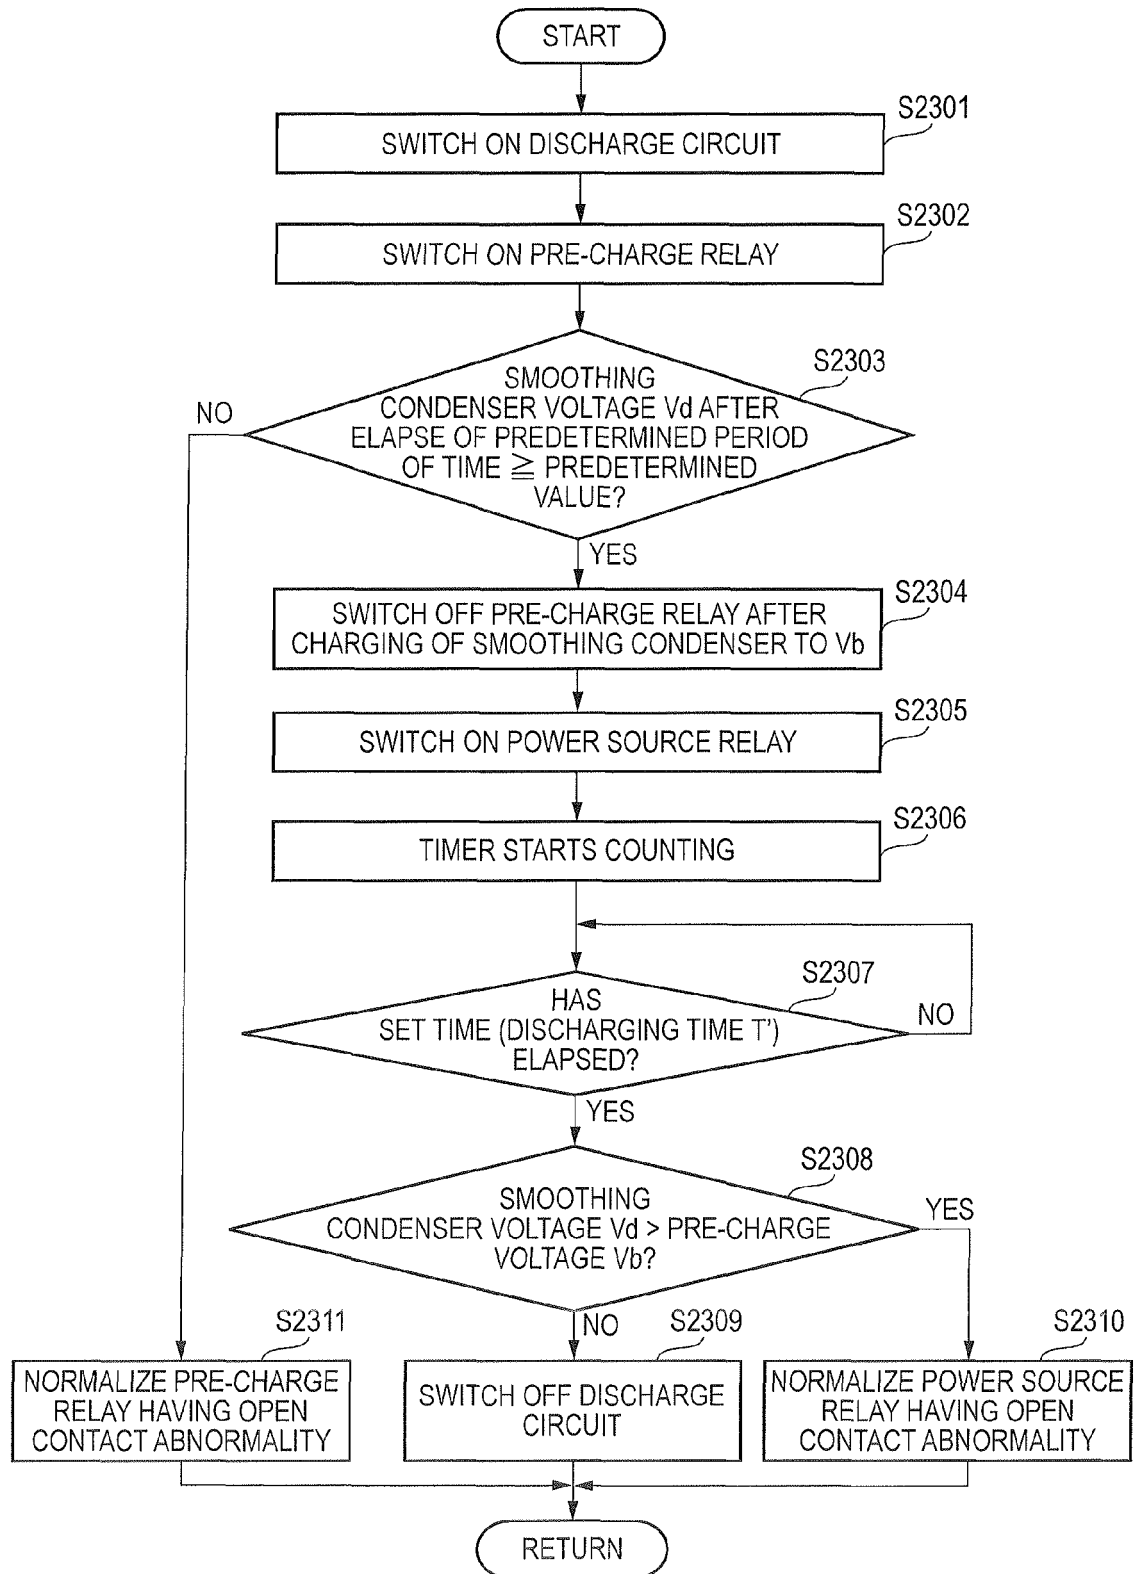 START
S2301
SWITCH ON DISCHARGE CIRCUIT
S2302
SWITCH ON PRE-CHARGE RELAY
S2303
SMOOTHING
CONDENSER VOLTAGE Vd AFTER
ELAPSE OF PREDETERMINED PERIOD
OF TIME ≧ PREDETERMINED
VALUE?
NO
YES
S2304
SWITCH OFF PRE-CHARGE RELAY AFTER
CHARGING OF SMOOTHING CONDENSER TO Vb
S2305
SWITCH ON POWER SOURCE RELAY
S2306
TIMER STARTS COUNTING
S2307
HAS
SET TIME (DISCHARGING TIME T')
ELAPSED?
NO
YES
S2308
SMOOTHING
CONDENSER VOLTAGE Vd > PRE-CHARGE
VOLTAGE Vb?
YES
NO
S2311
NORMALIZE PRE-CHARGE
RELAY HAVING OPEN
CONTACT ABNORMALITY
S2309
SWITCH OFF DISCHARGE
CIRCUIT
S2310
NORMALIZE POWER SOURCE
RELAY HAVING OPEN
CONTACT ABNORMALITY
RETURN